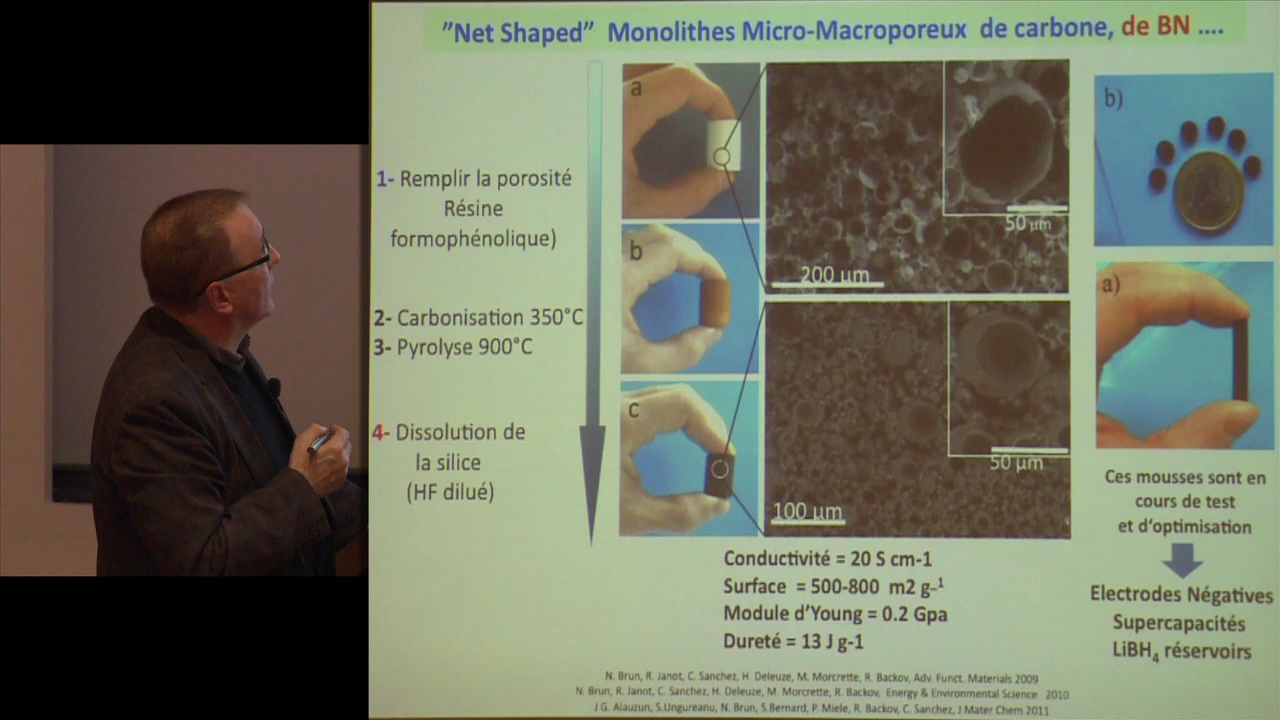 ”Net Shaped” Monolithes Micro-Macroporeux de carbone, de BN ....
1- Remplir la porosité
Résine
formophénolique)
2- Carbonisation 350°C
3- Pyrolyse 900°C
4- Dissolution de
la silice
(HF dilué)
a
50 µm
200 µm
b
c
50 µm
100 µm
b)
a)
Conductivité = 20 S cm-1
Surface = 500-800 m2 g-1
Module d’Young = 0.2 Gpa
Dureté = 13 J g-1
Ces mousses sont en
cours de test
et d’optimisation
Electrodes Négatives
Supercapacités
LiBH4 réservoirs
N. Brun, R. Janot, C. Sanchez, H. Deleuze, M. Morcrette, R. Backov, Adv. Funct. Materials 2009
N. Brun, R. Janot, C. Sanchez, H. Deleuze, M. Morcrette, R. Backov, Energy & Environmental Science 2010
J G. Alauzun, S.Ungureanu, N. Brun, S.Bernard, P. Miele, R. Backov, C. Sanchez, J Mater Chem 2011